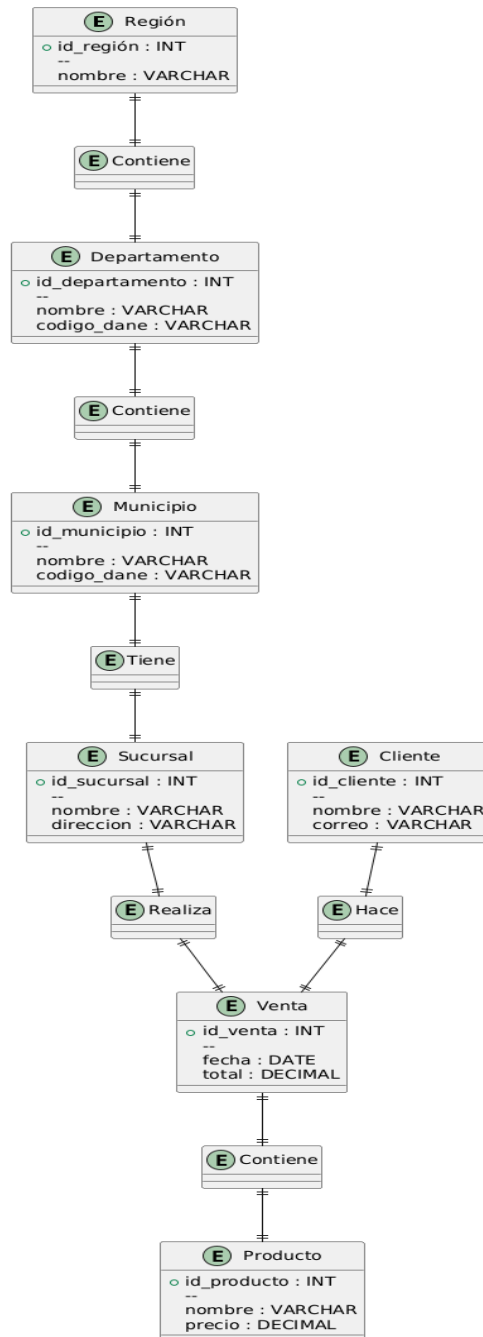 E Región
id_región : INT
--
nombre : VARCHAR
E Contiene
E Departamento
id_departamento : INT
--
nombre : VARCHAR
codigo_dane : VARCHAR
E Contiene
E Municipio
id_municipio : INT
--
nombre : VARCHAR
codigo_dane : VARCHAR
E Tiene
E Sucursal
id_sucursal : INT
--
nombre : VARCHAR
direccion : VARCHAR
E Cliente
id_cliente : INT
--
nombre : VARCHAR
correo : VARCHAR
E Realiza
E Hace
E Venta
id_venta : INT
--
fecha : DATE
total : DECIMAL
E Contiene
E Producto
id_producto : INT
--
nombre : VARCHAR
precio : DECIMAL